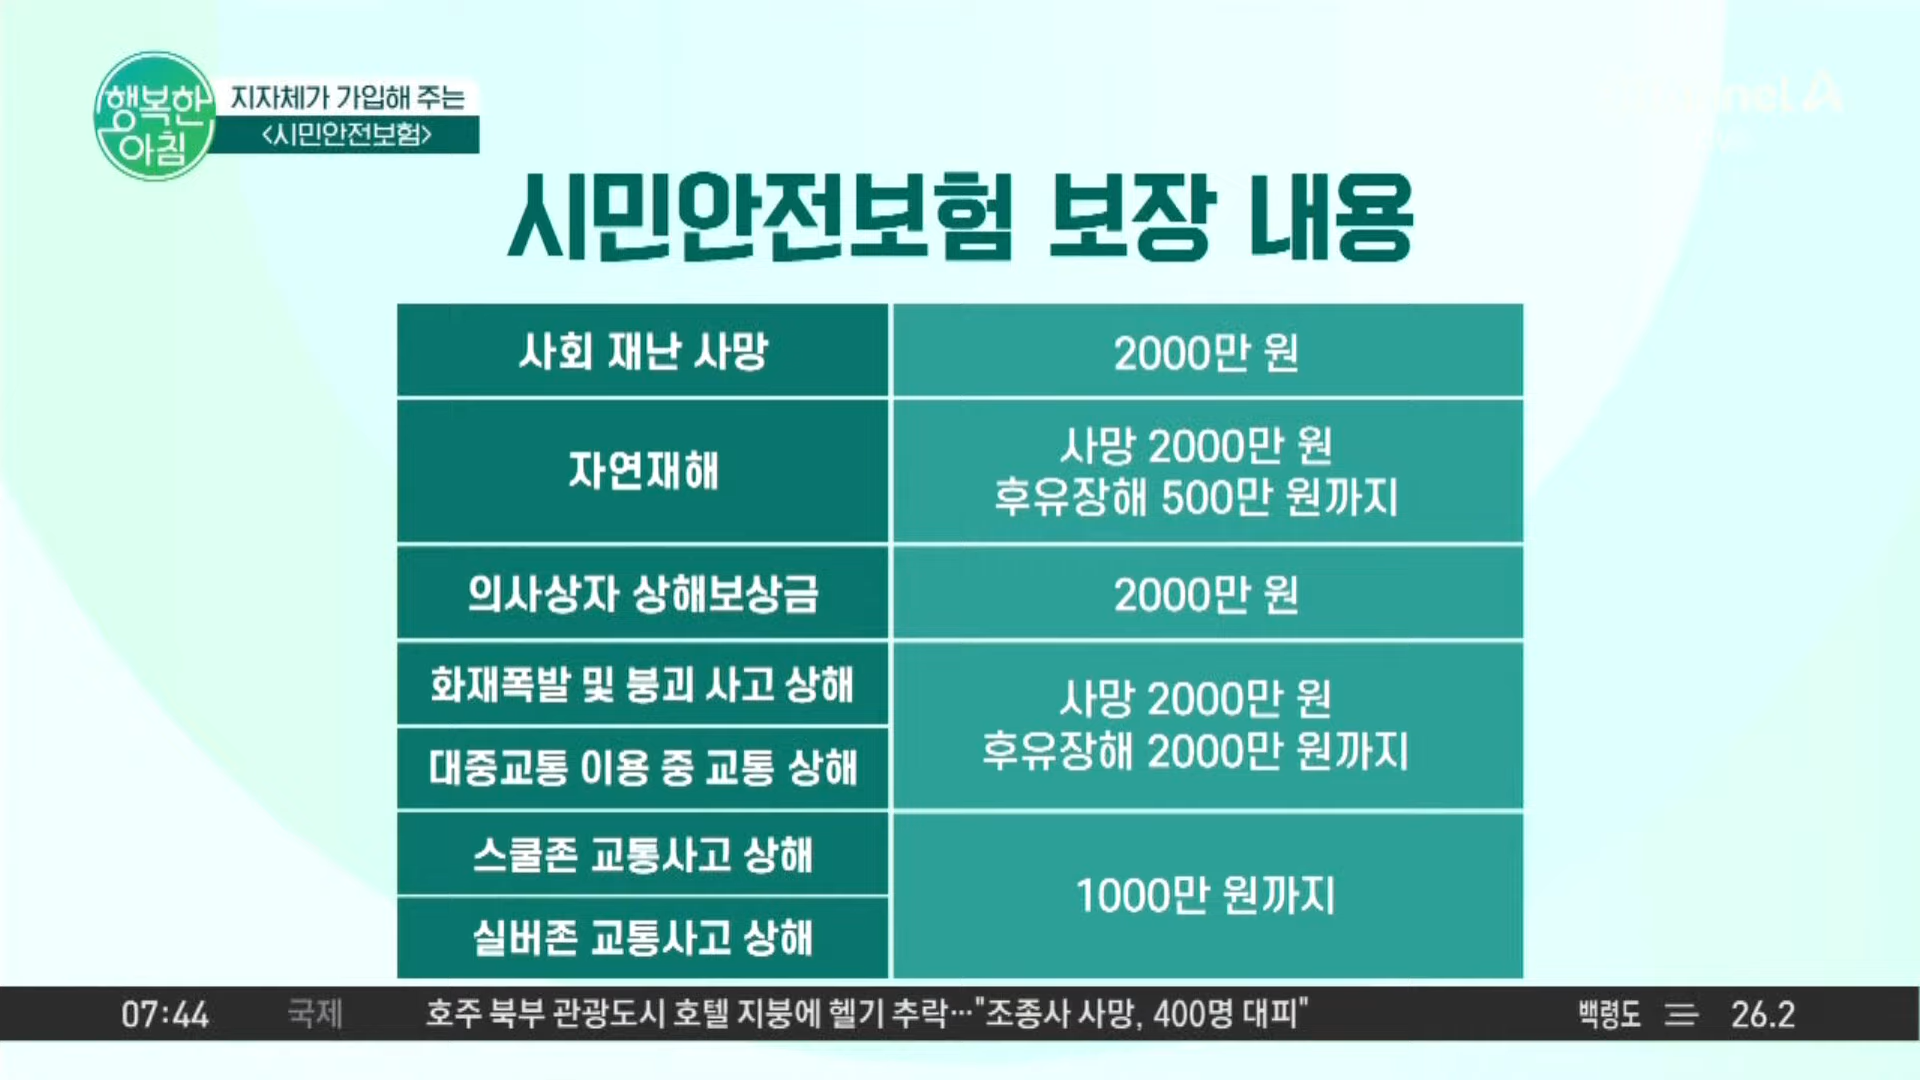 행복한
아침
지자체가 가입해 주는
<시민안전보험>
시민안전보험 보장 내용
사회 재난 사망
2000만 원
자연재해
사망 2000만 원
후유장해 500만 원까지
의사상자 상해보상금
2000만 원
화재폭발 및 붕괴 사고 상해
대중교통 이용 중 교통 상해
사망 2000만 원
후유장해 2000만 원까지
스쿨존 교통사고 상해
실버존 교통사고 상해
1000만 원까지
07:44 국제 호주 북부 관광도시 호텔 지붕에 헬기 추락…"조종사 사망, 400명 대피" 백령도 26.2